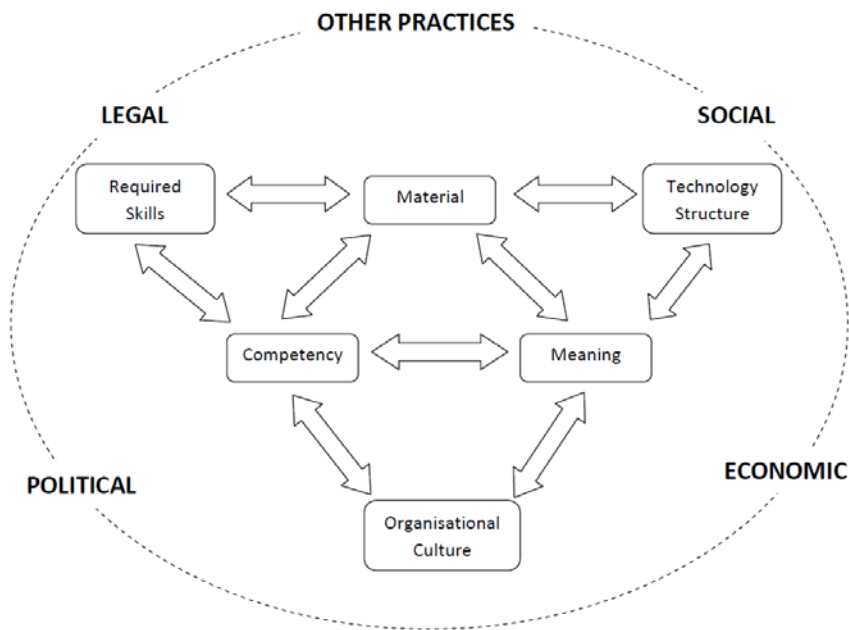 OTHER PRACTICES
LEGAL
SOCIAL
Required
Skills
Material
Technology
Structure
Competency
Meaning
POLITICAL
ECONOMIC
Organisational
Culture